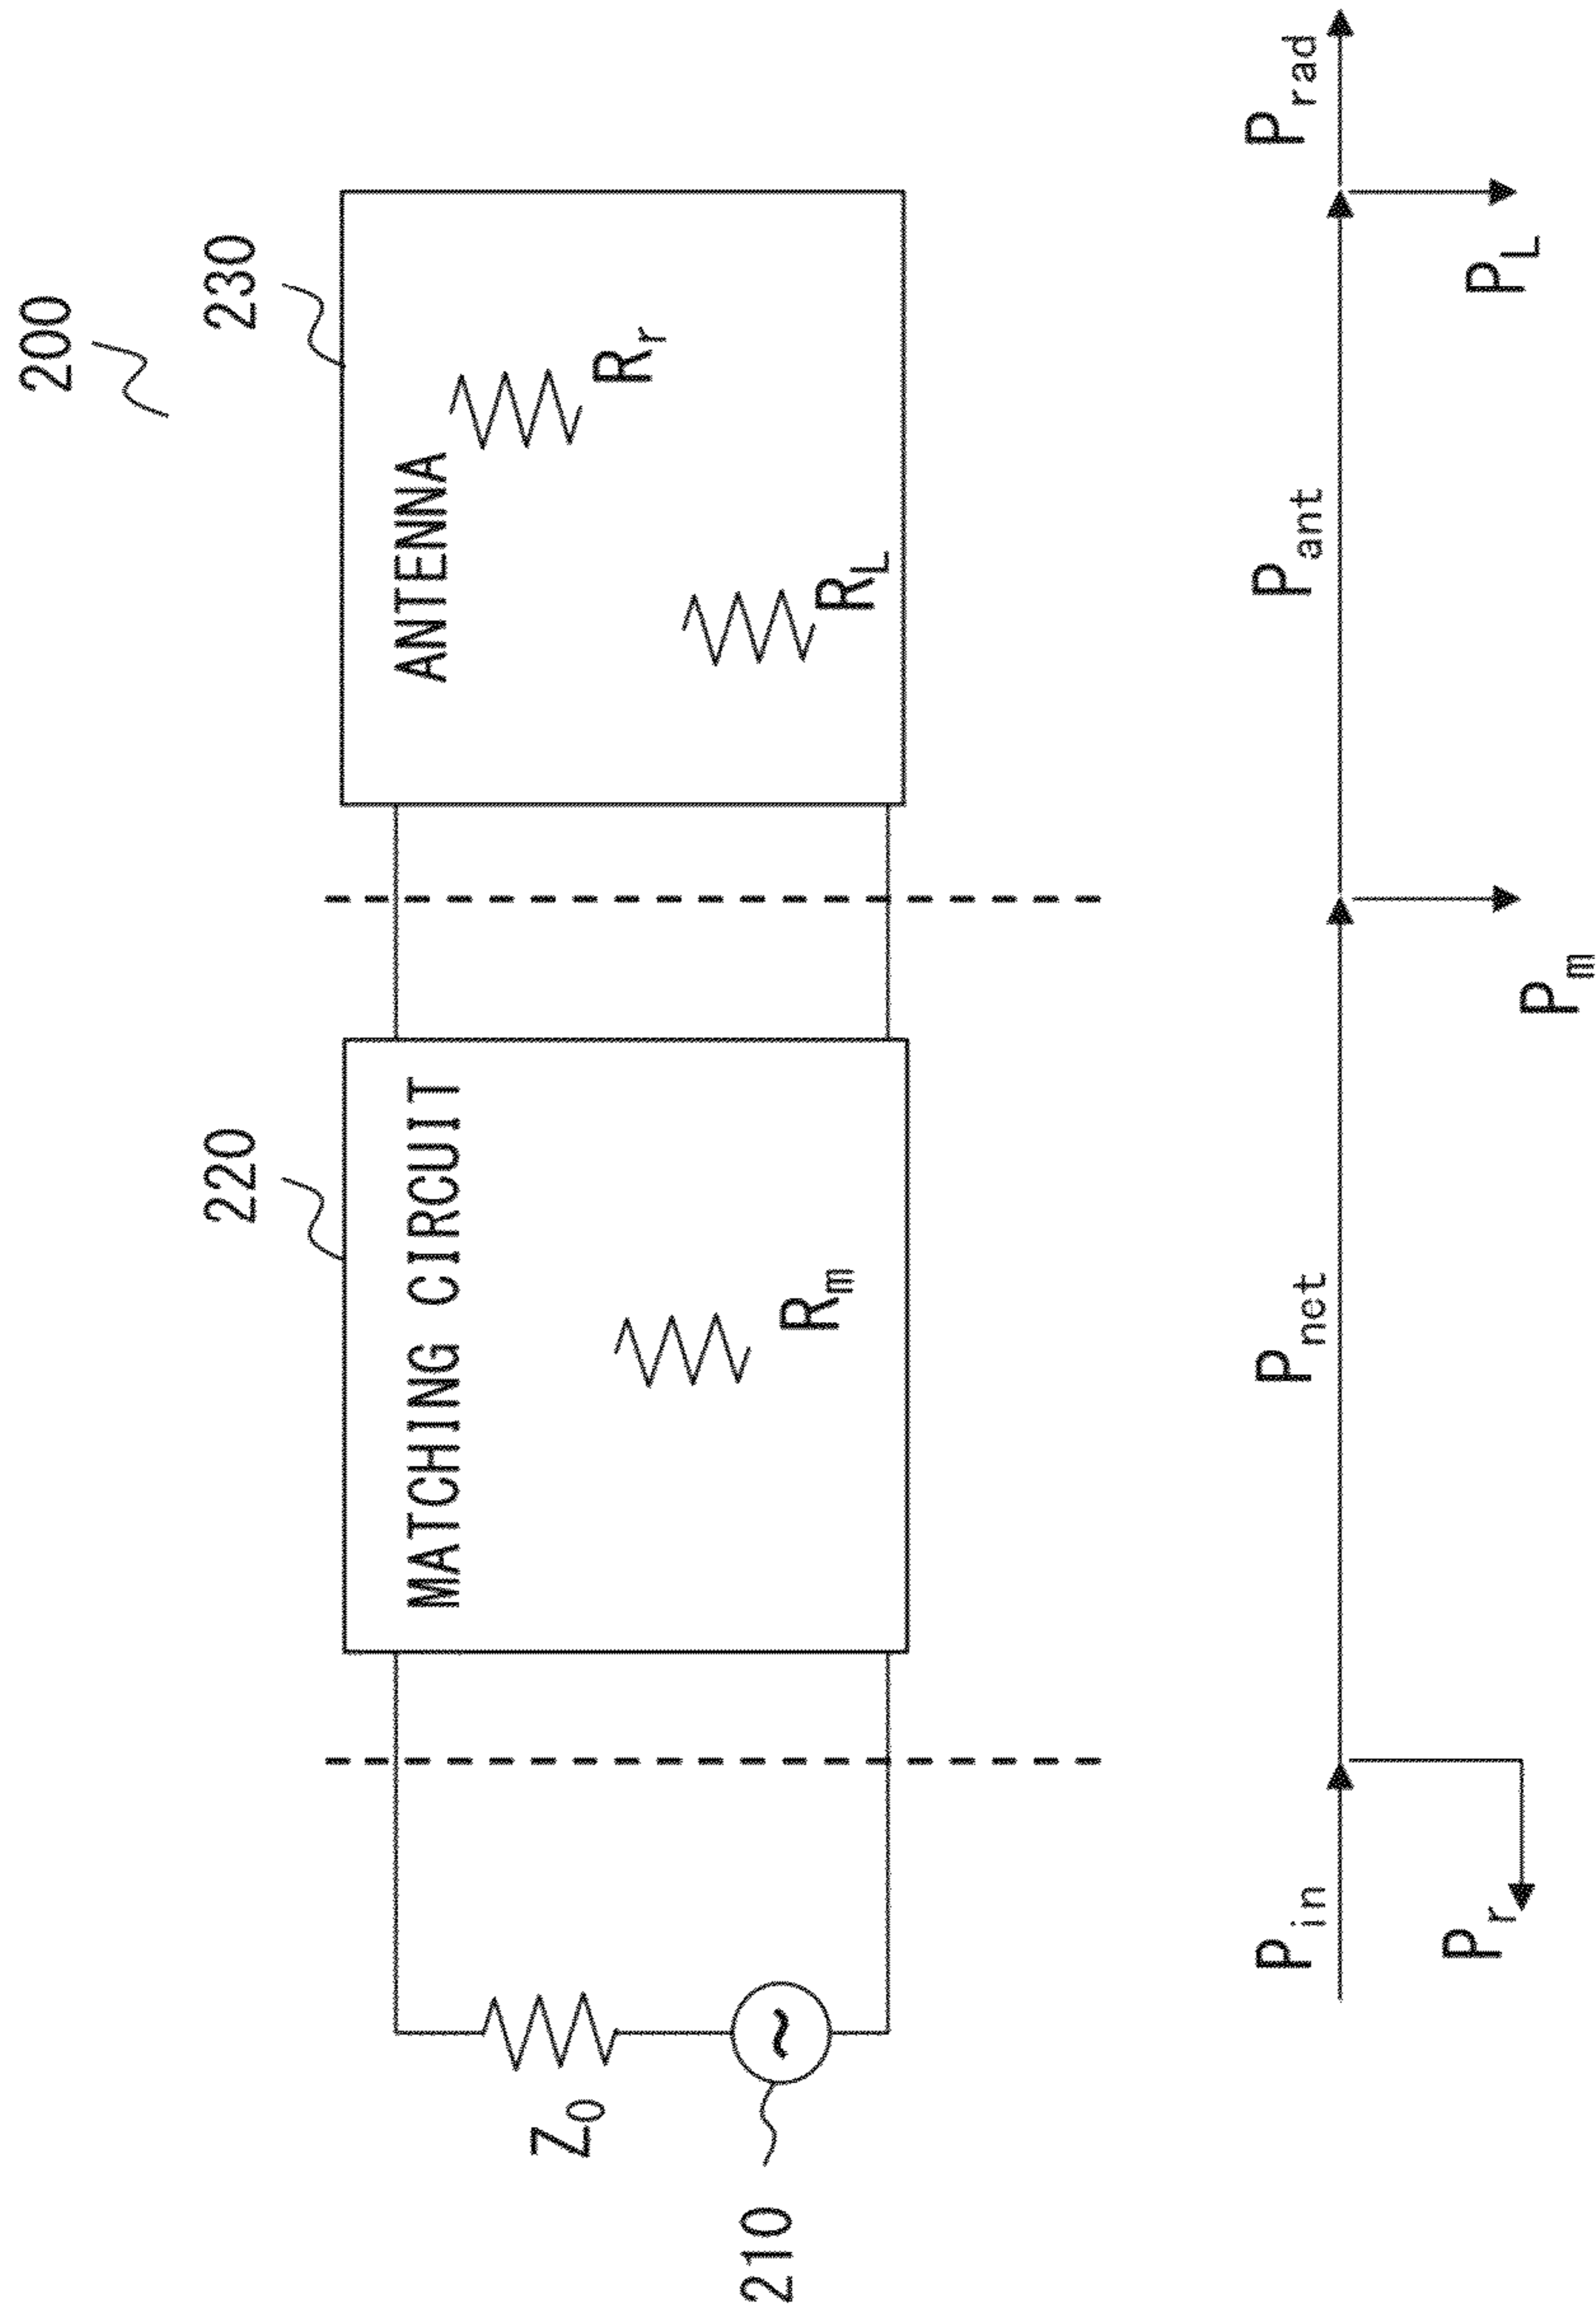 200
220
230
MATCHING CIRCUIT
ANTENNA
Rr
Z0
Rm
RL
210
Pin
Pnet
Pant
Prad
Pr
Pm
PL